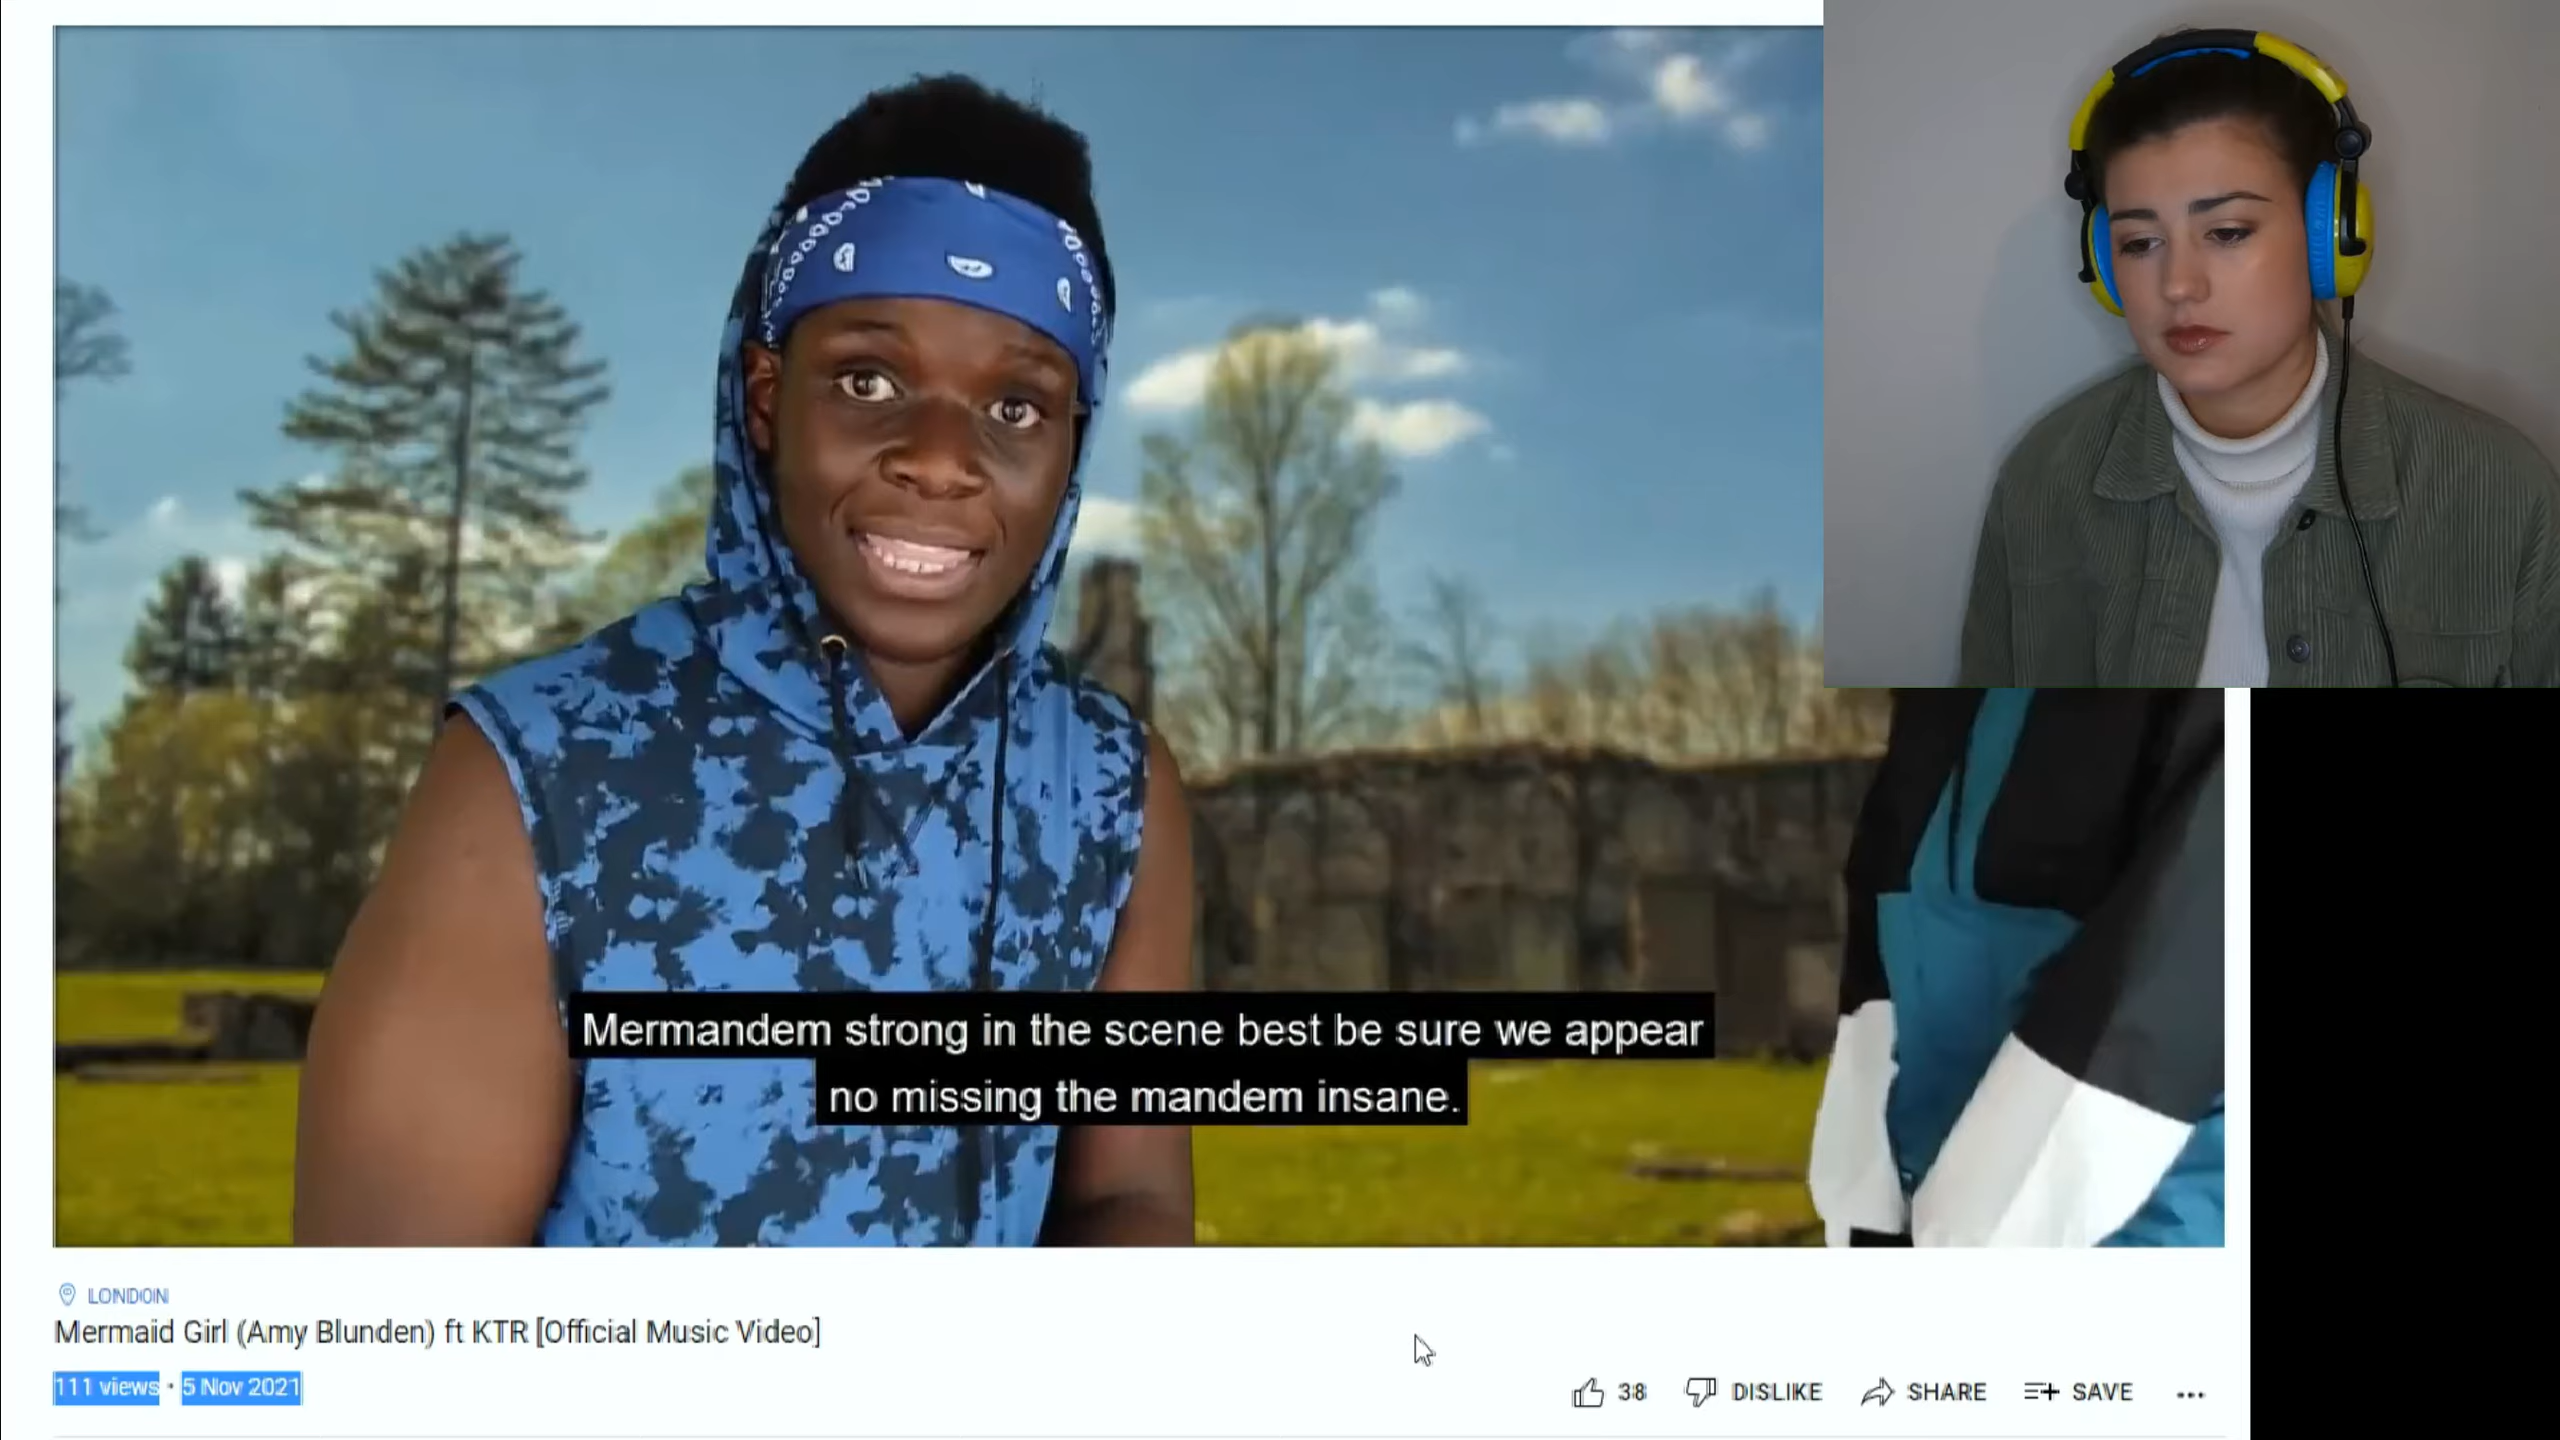 Mermandem strong in the scene best be sure we appear
no missing the mandem insane.
LONDON
Mermaid Girl (Amy Blunden) ft KTR [Official Music Video]
111 views • 5 Nov 2021
38 DISLIKE SHARE SAVE